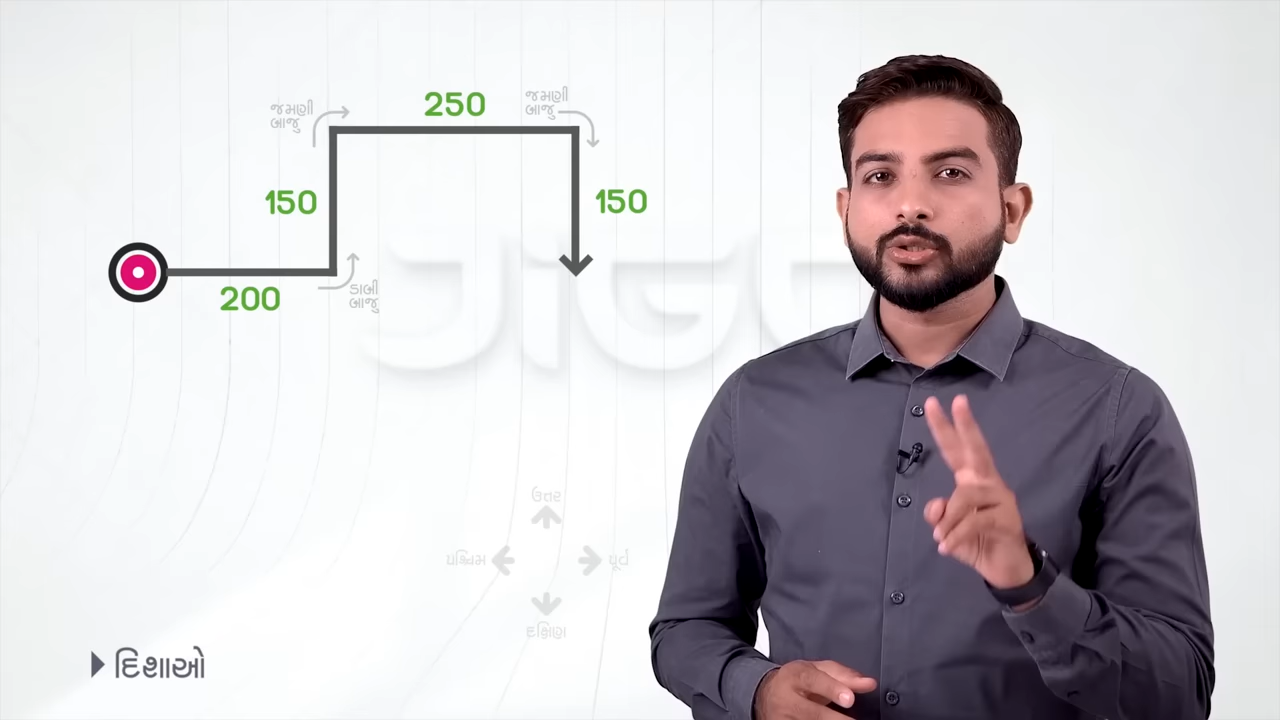 250
જમણી
બાજુ
જમણી
બાજુ
150
150
200
ડાબી
બાજુ
ઉત્તર
પશ્ચિમ
પૂર્વ
દક્ષિણ
દિશાઓ